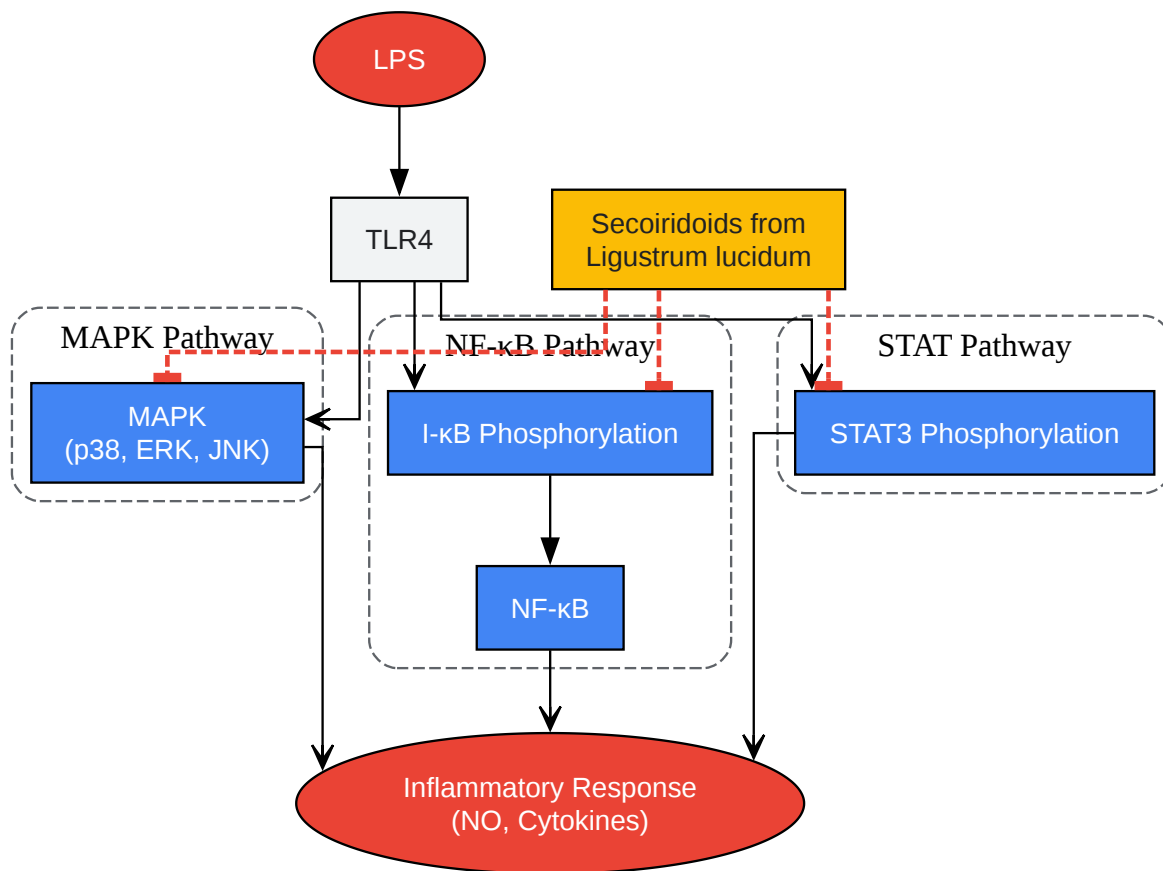 LPS
TLR4
Secoiridoids from
Ligustrum lucidum
MAPK Pathway
NF-κB Pathway
STAT Pathway
MAPK
(p38, ERK, JNK)
I-κB Phosphorylation
STAT3 Phosphorylation
NF-κB
Inflammatory Response
(NO, Cytokines)